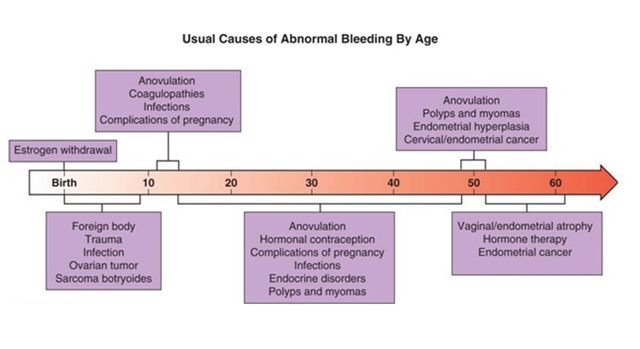 Usual Causes of Abnormal Bleeding By Age
Anovulation
Coagulopathies
Infections
Complications of pregnancy
Anovulation
Polyps and myomas
Endometrial hyperplasia
Cervical/endometrial cancer
Estrogen withdrawal
Birth 10 20 30 40 50 60
Foreign body
Trauma
Infection
Ovarian tumor
Sarcoma botryoides
Anovulation
Hormonal contraception
Complications of pregnancy
Infections
Endocrine disorders
Polyps and myomas
Vaginal/endometrial atrophy
Hormone therapy
Endometrial cancer